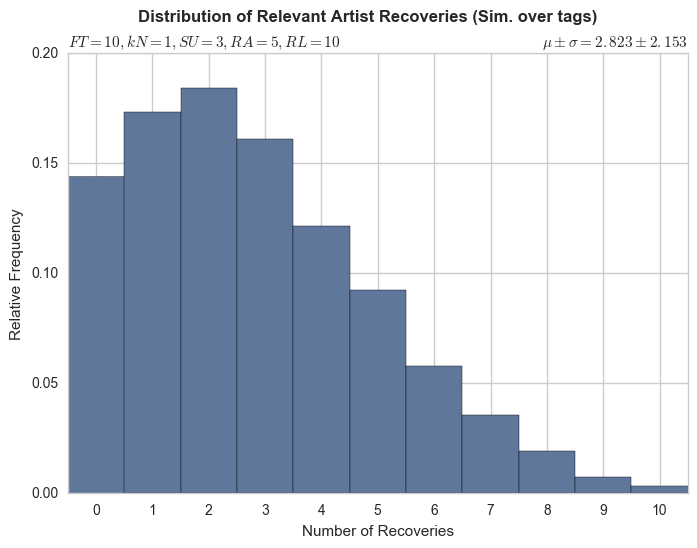 Distribution of Relevant Artist Recoveries (Sim. over tags)
FT = 10, kN = 1, SU = 3, RA = 5, RL = 10
μ ± σ = 2.823 ± 2.153
0.20
0.15
0.10
0.05
0.00
Relative Frequency
0 1 2 3 4 5 6 7 8 9 10
Number of Recoveries